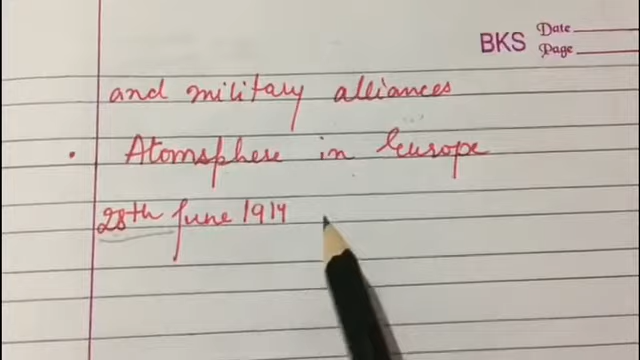 BKS Date
Page
and military alliances
• Atomsphere in Europe
28th June 1914